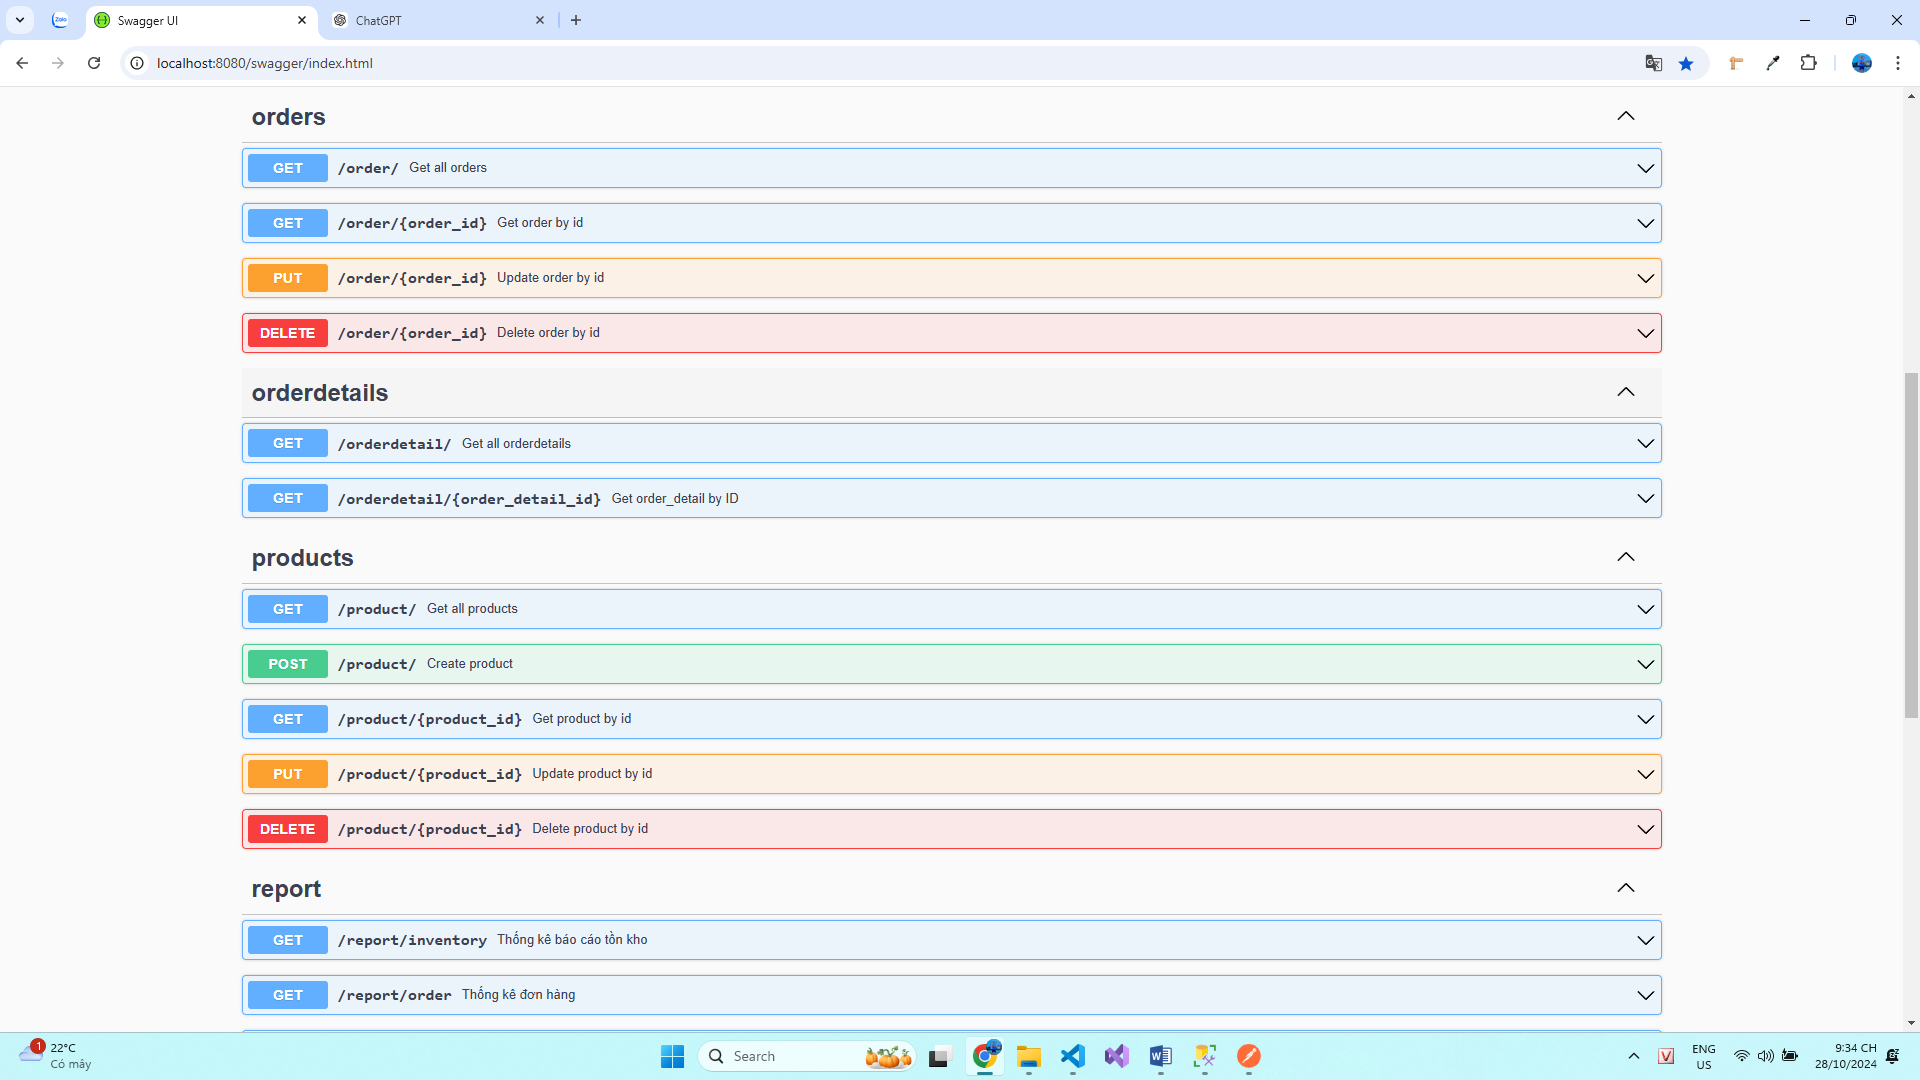 Zalo
Swagger UI
ChatGPT
localhost:8080/swagger/index.html
orders
GET /order/ Get all orders
GET /order/{order_id} Get order by id
PUT /order/{order_id} Update order by id
DELETE /order/{order_id} Delete order by id
orderdetails
GET /orderdetail/ Get all orderdetails
GET /orderdetail/{order_detail_id} Get order_detail by ID
products
GET /product/ Get all products
POST /product/ Create product
GET /product/{product_id} Get product by id
PUT /product/{product_id} Update product by id
DELETE /product/{product_id} Delete product by id
report
GET /report/inventory Thống kê báo cáo tồn kho
GET /report/order Thống kê đơn hàng
1
22°C
Có mây
Search
V
ENG
US
9:34 CH
28/10/2024